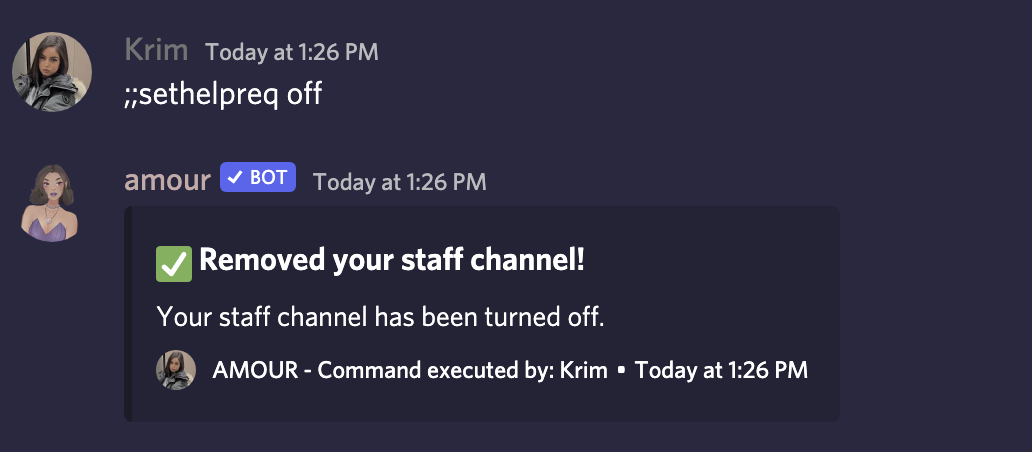 Krim Today at 1:26 PM
;;sethelpreq off
amour ✓ BOT Today at 1:26 PM
✅ Removed your staff channel!
Your staff channel has been turned off.
AMOUR - Command executed by: Krim • Today at 1:26 PM